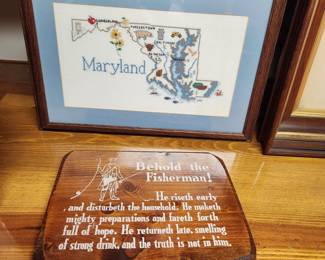 Maryland
Behold the
Fisherman!
He riseth early
and disturbeth the household. He maketh
mighty preparations and fareth forth
full of hope. He returneth late, smelling
of strong drink, and the truth is not in him.